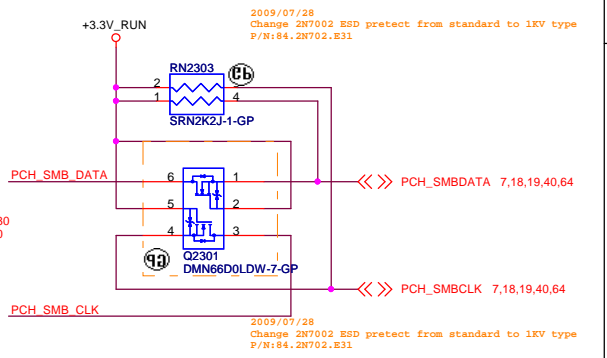 2009/07/28
Change 2N7002 ESD pretect from standard to 1KV type
P/N:84.2N702.E31
+3.3V_RUN
RN2303
2 3
1 4
SRN2K2J-1-GP
PCH_SMB_DATA
6 1
PCH_SMBDATA 7,18,19,40,64
5 2
4 3
30
0
Q2301
DMN66D0LDW-7-GP
PCH_SMBCLK 7,18,19,40,64
PCH_SMB_CLK
2009/07/28
Change 2N7002 ESD pretect from standard to 1KV type
P/N:84.2N702.E31